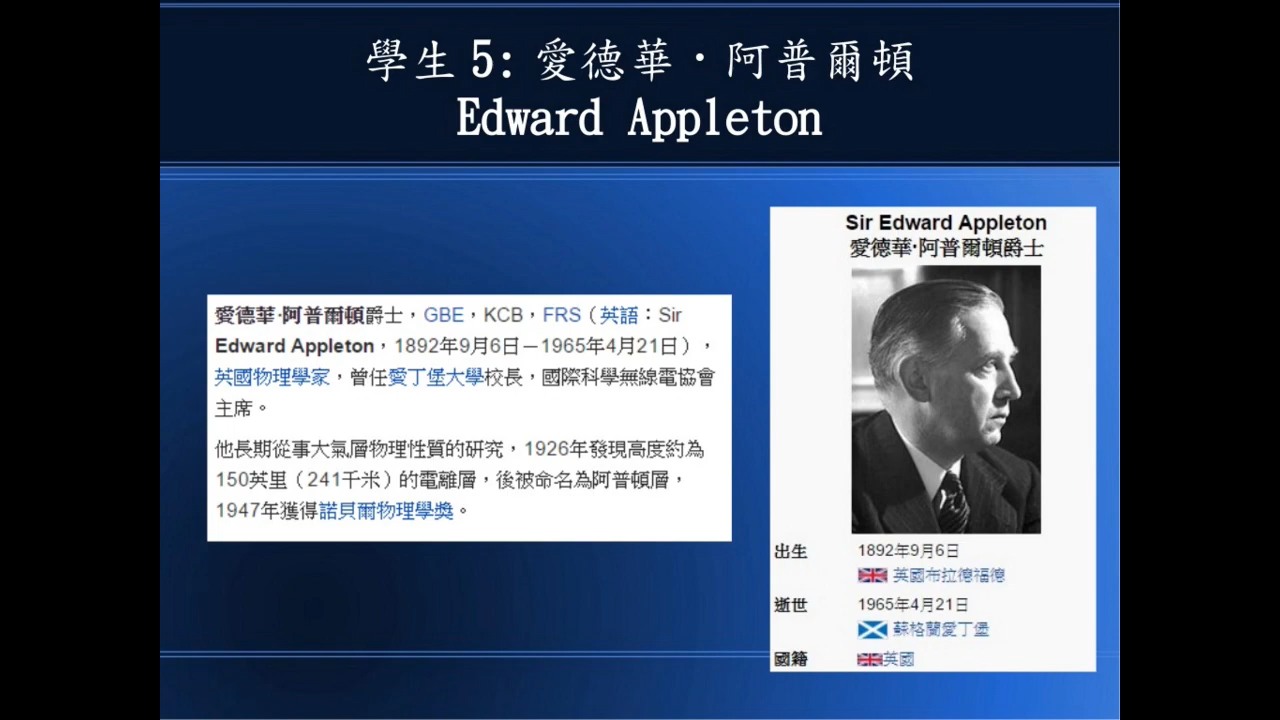 學生 5: 愛德華‧阿普爾頓
Edward Appleton
愛德華·阿普爾頓爵士，GBE，KCB，FRS（英語：Sir
Edward Appleton，1892年9月6日－1965年4月21日），
英國物理學家，曾任愛丁堡大學校長，國際科學無線電協會
主席。
他長期從事大氣層物理性質的研究，1926年發現高度約為
150英里（241千米）的電離層，後被命名為阿普頓層，
1947年獲得諾貝爾物理學獎。
Sir Edward Appleton
愛德華·阿普爾頓爵士
出生 1892年9月6日
英國布拉德福德
逝世 1965年4月21日
蘇格蘭愛丁堡
國籍 英國